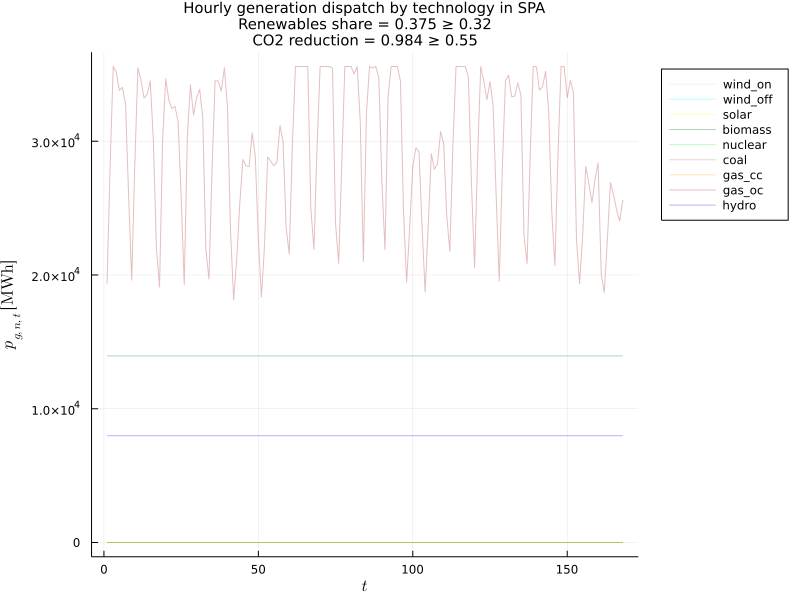 Hourly generation dispatch by technology in SPA
Renewables share = 0.375 ≥ 0.32
CO2 reduction = 0.984 ≥ 0.55
wind_on
wind_off
solar
biomass
nuclear
coal
gas_cc
gas_oc
hydro
3.0×10⁴
2.0×10⁴
1.0×10⁴
0
p_{g,n,t} [MWh]
0 50 100 150
t